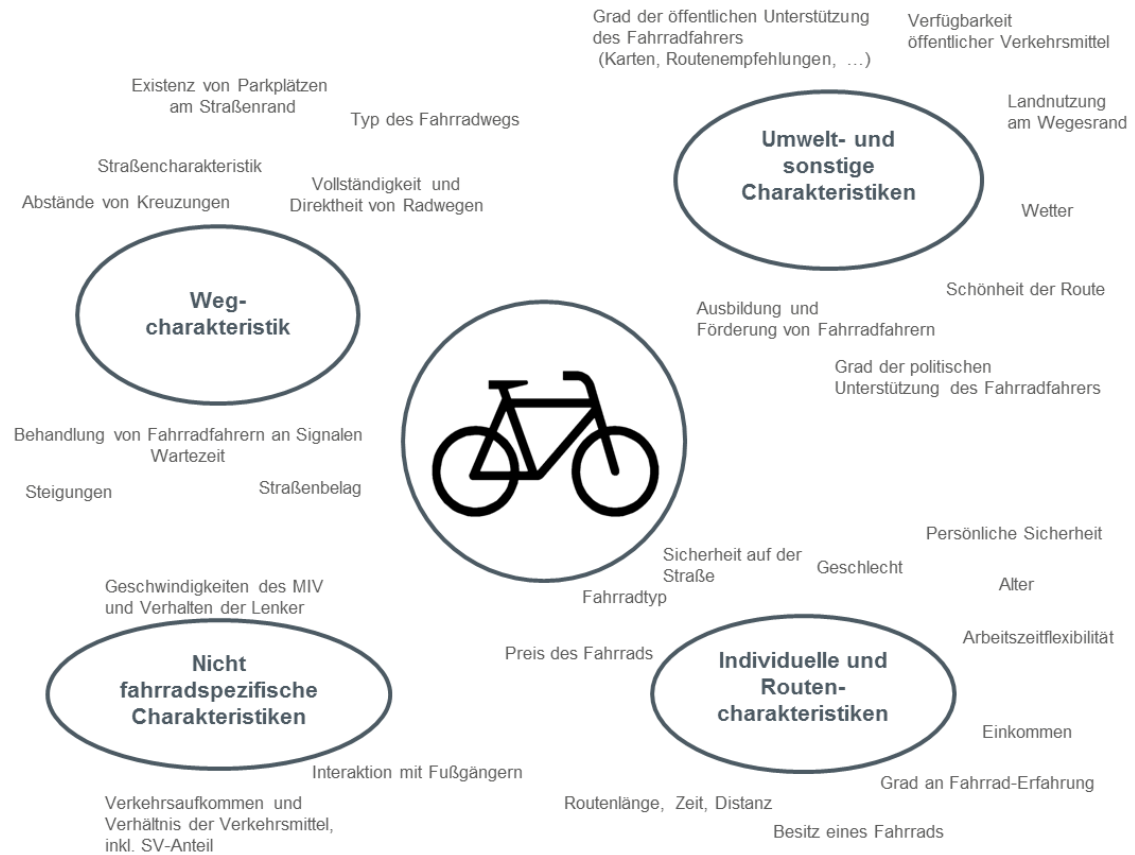 Grad der öffentlichen Unterstützung
des Fahrradfahrers
(Karten, Routenempfehlungen, …)
Verfügbarkeit
öffentlicher Verkehrsmittel
Existenz von Parkplätzen
am Straßenrand
Typ des Fahrradwegs
Landnutzung
am Wegesrand
Umwelt- und
sonstige
Charakteristiken
Straßencharakteristik
Vollständigkeit und
Direktheit von Radwegen
Abstände von Kreuzungen
Wetter
Weg-
charakteristik
Schönheit der Route
Ausbildung und
Förderung von Fahrradfahrern
Grad der politischen
Unterstützung des Fahrradfahrers
Behandlung von Fahrradfahrern an Signalen
Wartezeit
Steigungen
Straßenbelag
Persönliche Sicherheit
Sicherheit auf der
Straße
Geschlecht
Alter
Fahrradtyp
Geschwindigkeiten des MIV
und Verhalten der Lenker
Arbeitszeitflexibilität
Preis des Fahrrads
Nicht
fahrradspezifische
Charakteristiken
Individuelle und
Routen-
charakteristiken
Einkommen
Interaktion mit Fußgängern
Grad an Fahrrad-Erfahrung
Verkehrsaufkommen und
Verhältnis der Verkehrsmittel,
inkl. SV-Anteil
Routenlänge, Zeit, Distanz
Besitz eines Fahrrads